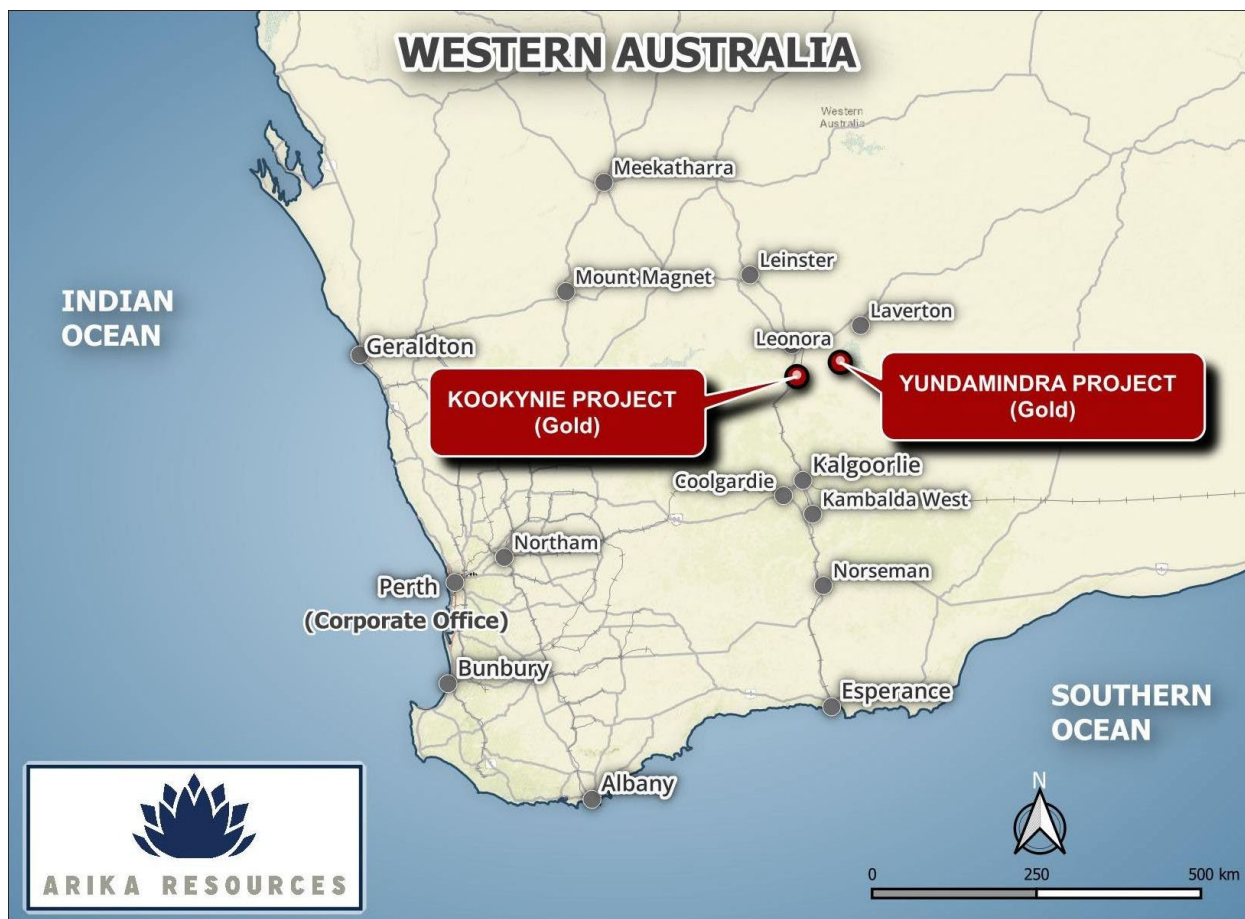 WESTERN AUSTRALIA
Western
Australia
Meekatharra
Leinster
Mount Magnet
INDIAN
OCEAN
Laverton
Leonora
Geraldton
KOOKYNIE PROJECT
(Gold)
YUNDAMINDRA PROJECT
(Gold)
Kalgoorlie
Coolgardie
Kambalda West
Northam
Perth
(Corporate Office)
Norseman
Bunbury
Esperance
SOUTHERN
OCEAN
Albany
N
ARIKA RESOURCES
0 250 500 km